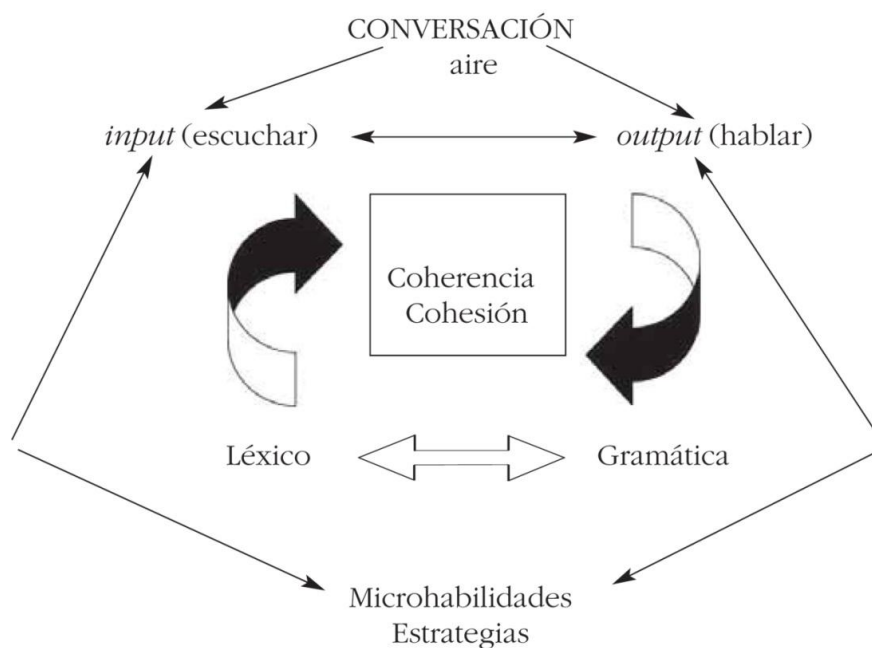 CONVERSACIÓN
aire
input (escuchar)
output (hablar)
Coherencia
Cohesión
Léxico
Gramática
Microhabilidades
Estrategias